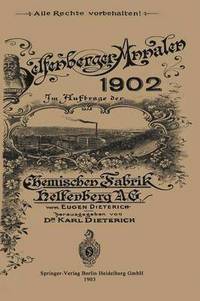 Alle Rechte vorbehalten!
Helfenberger Annalen
1902
Im Auftrage der
Chemischen Fabrik
Helfenberg A.G.
vorm. EUGEN DIETERICH
herausgegeben von
DR. KARL DIETERICH
Springer-Verlag Berlin Heidelberg GmbH
1903